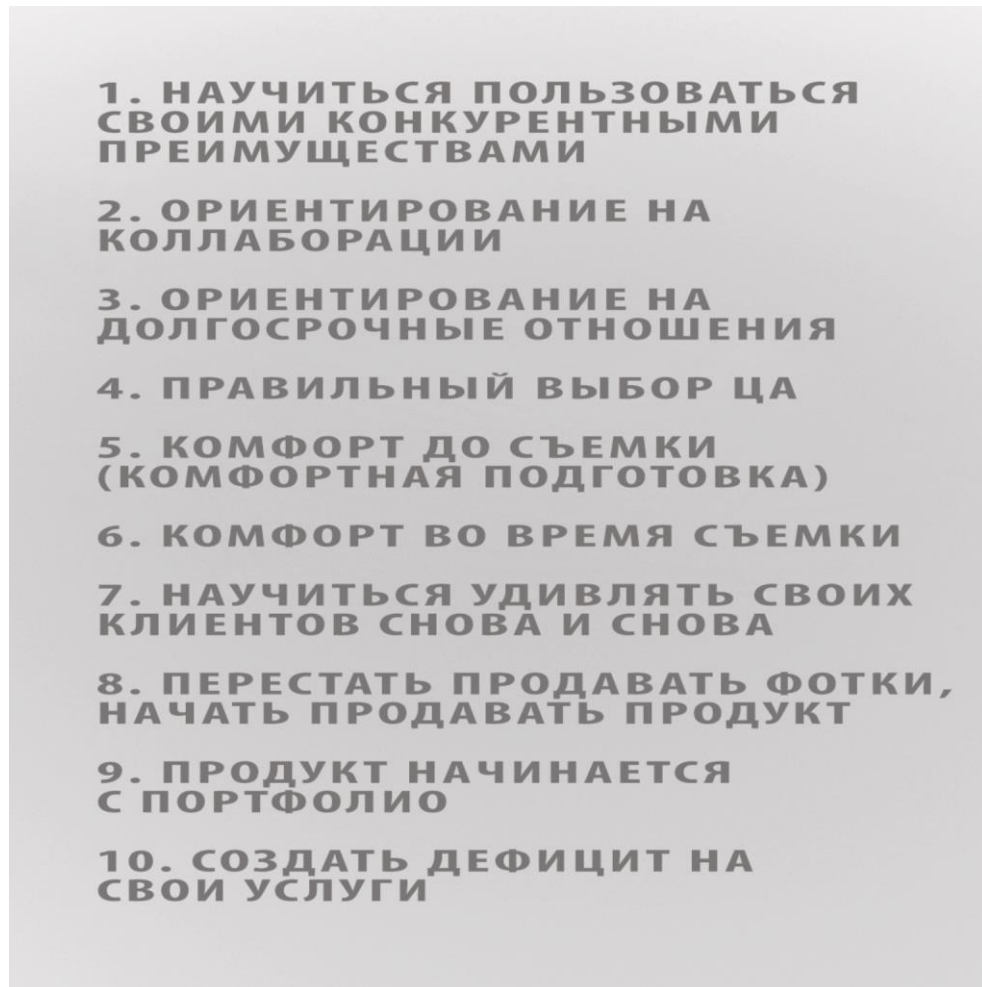 1. НАУЧИТЬСЯ ПОЛЬЗОВАТЬСЯ
СВОИМИ КОНКУРЕНТНЫМИ
ПРЕИМУЩЕСТВАМИ
2. ОРИЕНТИРОВАНИЕ НА
КОЛЛАБОРАЦИИ
3. ОРИЕНТИРОВАНИЕ НА
ДОЛГОСРОЧНЫЕ ОТНОШЕНИЯ
4. ПРАВИЛЬНЫЙ ВЫБОР ЦА
5. КОМФОРТ ДО СЪЕМКИ
(КОМФОРТНАЯ ПОДГОТОВКА)
6. КОМФОРТ ВО ВРЕМЯ СЪЕМКИ
7. НАУЧИТЬСЯ УДИВЛЯТЬ СВОИХ
КЛИЕНТОВ СНОВА И СНОВА
8. ПЕРЕСТАТЬ ПРОДАВАТЬ ФОТКИ,
НАЧАТЬ ПРОДАВАТЬ ПРОДУКТ
9. ПРОДУКТ НАЧИНАЕТСЯ
С ПОРТФОЛИО
10. СОЗДАТЬ ДЕФИЦИТ НА
СВОИ УСЛУГИ